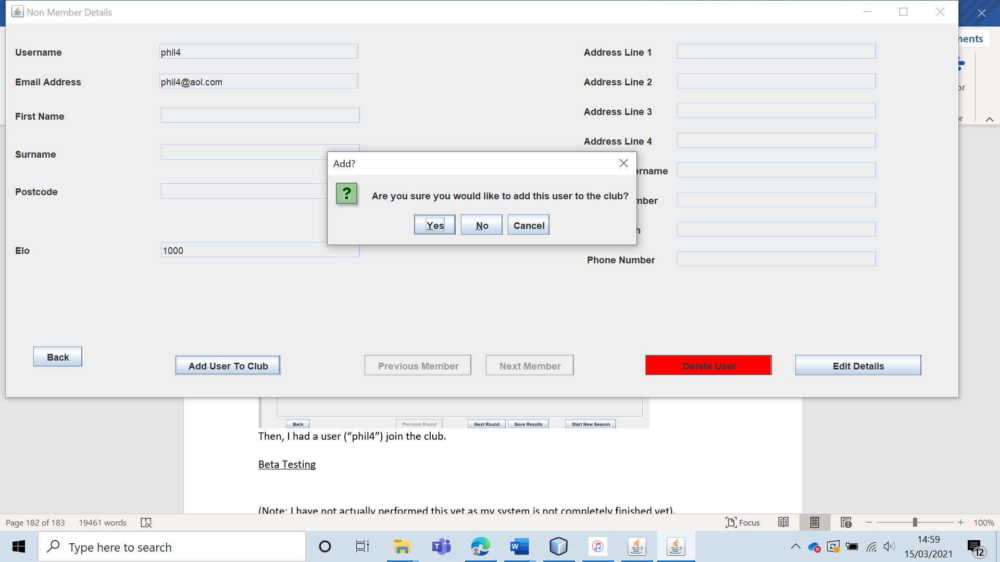 Non Member Details
Username
phil4
Email Address
phil4@aol.com
First Name
Surname
Postcode
Elo
1000
Address Line 1
Address Line 2
Address Line 3
Address Line 4
Phone Number
Add?
Are you sure you would like to add this user to the club?
Yes
No
Cancel
Back
Add User To Club
Previous Member
Next Member
Delete User
Edit Details
Back
Previous Round
Next Round
Save Results
Start New Season
Then, I had a user (“phil4”) join the club.
Beta Testing
(Note: I have not actually performed this yet as my system is not completely finished yet).
Page 182 of 183
19461 words
Focus
100%
Type here to search
14:59
15/03/2021
12